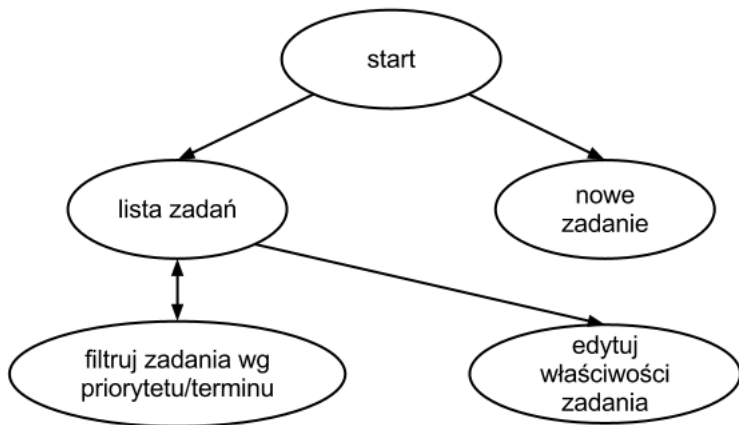 start
lista zadań
nowe
zadanie
filtruj zadania wg
priorytetu/terminu
edytuj
właściwości
zadania